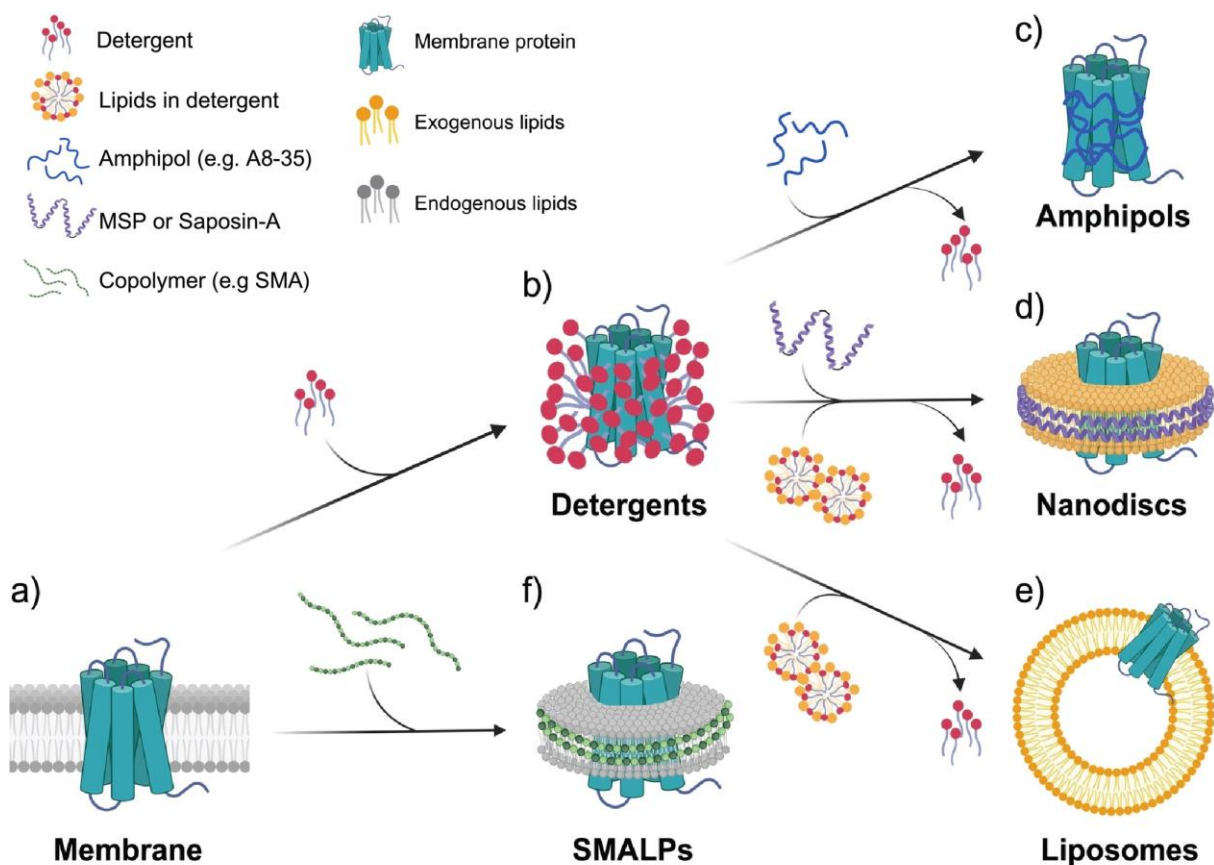 Detergent
Lipids in detergent
Amphipol (e.g. A8-35)
MSP or Saposin-A
Copolymer (e.g SMA)
Membrane protein
Exogenous lipids
Endogenous lipids
a)
Membrane
b)
Detergents
c)
Amphipols
d)
Nanodiscs
e)
Liposomes
f)
SMALPs